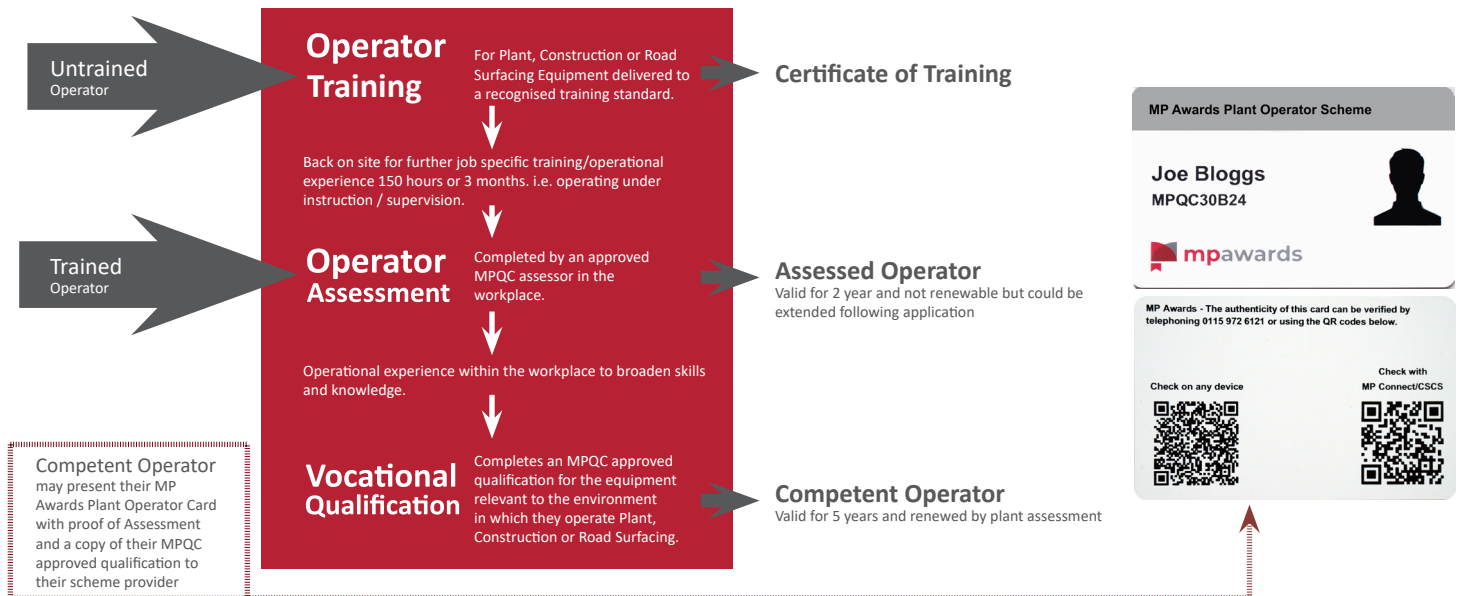 Untrained
Operator
Operator
Training
For Plant, Construction or Road
Surfacing Equipment delivered to
a recognised training standard.
Certificate of Training
Back on site for further job specific training/operational
experience 150 hours or 3 months. i.e. operating under
instruction / supervision.
Trained
Operator
Operator
Assessment
Completed by an approved
MPQC assessor in the
workplace.
Assessed Operator
Valid for 2 year and not renewable but could be
extended following application
Operational experience within the workplace to broaden skills
and knowledge.
Vocational
Qualification
Completes an MPQC approved
qualification for the equipment
relevant to the environment
in which they operate Plant,
Construction or Road Surfacing.
Competent Operator
Valid for 5 years and renewed by plant assessment
Competent Operator
may present their MP
Awards Plant Operator Card
with proof of Assessment
and a copy of their MPQC
approved qualification to
their scheme provider
MP Awards Plant Operator Scheme
Joe Bloggs
MPQC30B24
mpawards
MP Awards - The authenticity of this card can be verified by
telephoning 0115 972 6121 or using the QR codes below.
Check on any device
Check with
MP Connect/CSCS